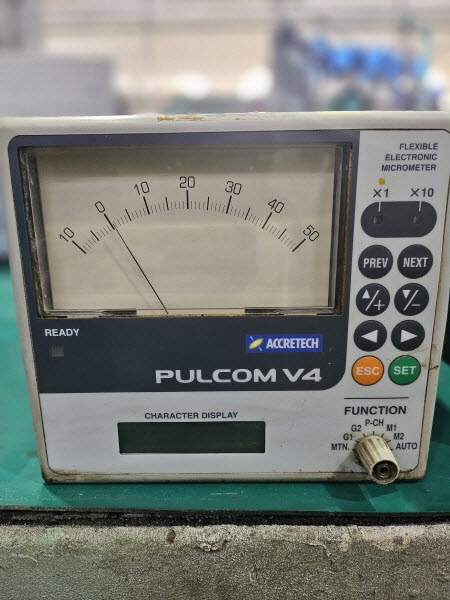 FLEXIBLE
ELECTRONIC
MICROMETER
×1 ×10
10 0 10 20 30 40 50
PREV NEXT
▲/+ ▼/−
◀ ▶
READY
ACCRETECH
ESC SET
PULCOM V4
CHARACTER DISPLAY
FUNCTION
P-CH
G2 M1
G1 M2
MTN. AUTO